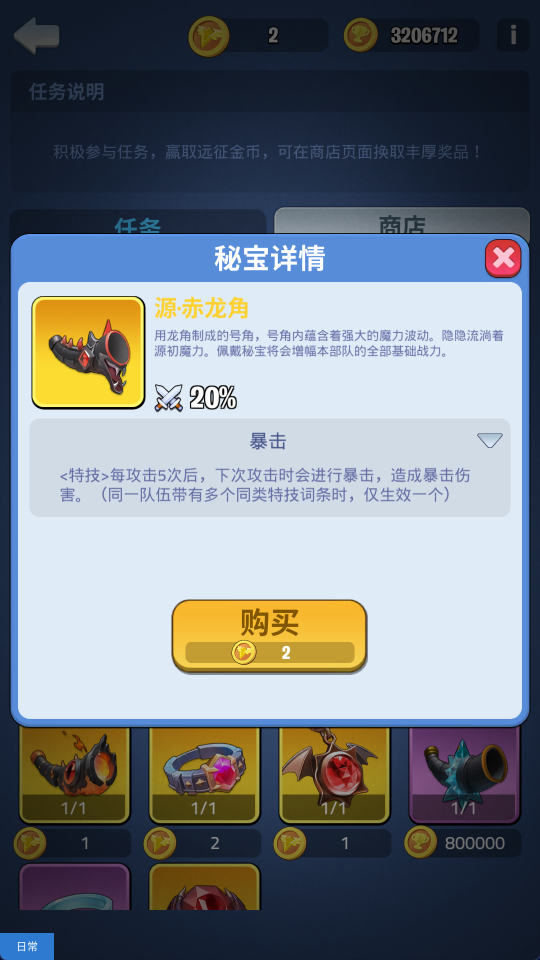 2
3206712
i
任务说明
积极参与任务，赢取远征金币，可在商店页面换取丰厚奖品！
任务
商店
秘宝详情
源·赤龙角
用龙角制成的号角，号角内蕴含着强大的魔力波动。隐隐流淌着
源初魔力。佩戴秘宝将会增幅本部队的全部基础战力。
20%
暴击
<特技>每攻击5次后，下次攻击时会进行暴击，造成暴击伤
害。（同一队伍带有多个同类特技词条时，仅生效一个）
购买
2
1/1
1/1
1/1
1/1
1
2
1
800000
日常